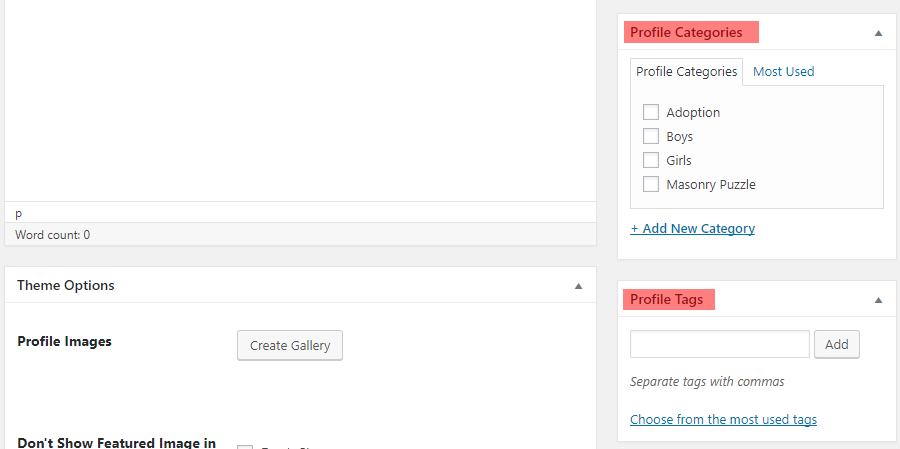 p
Word count: 0
Theme Options
Profile Images
Create Gallery
Don't Show Featured Image in
Profile Categories
Profile Categories
Most Used
Adoption
Boys
Girls
Masonry Puzzle
+ Add New Category
Profile Tags
Add
Separate tags with commas
Choose from the most used tags